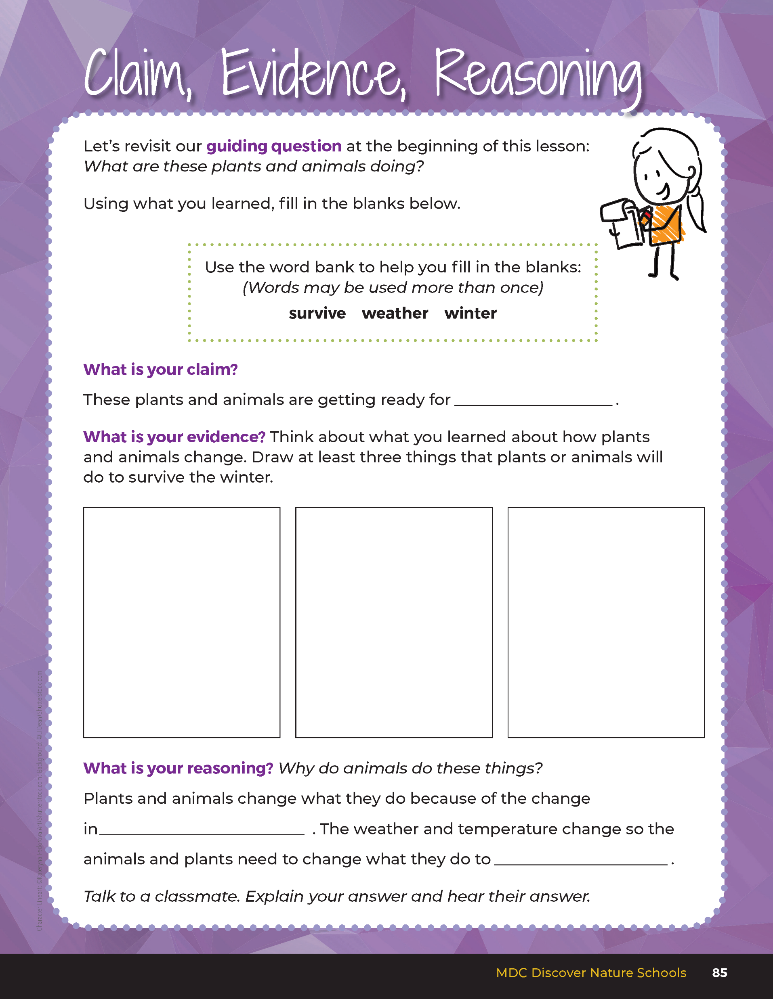 Claim, Evidence, Reasoning
Let's revisit our guiding question at the beginning of this lesson:
What are these plants and animals doing?
Using what you learned, fill in the blanks below.
Use the word bank to help you fill in the blanks:
(Words may be used more than once)
survive weather winter
What is your claim?
These plants and animals are getting ready for ____________________ .
What is your evidence? Think about what you learned about how plants
and animals change. Draw at least three things that plants or animals will
do to survive the winter.
What is your reasoning? Why do animals do these things?
Plants and animals change what they do because of the change
in__________________________ . The weather and temperature change so the
animals and plants need to change what they do to ______________________ .
Talk to a classmate. Explain your answer and hear their answer.
Character Lineart: ©Kateryna Fedorova Art/Shutterstock.com, Background: ©LTDean/Shutterstock.com
MDC Discover Nature Schools 85